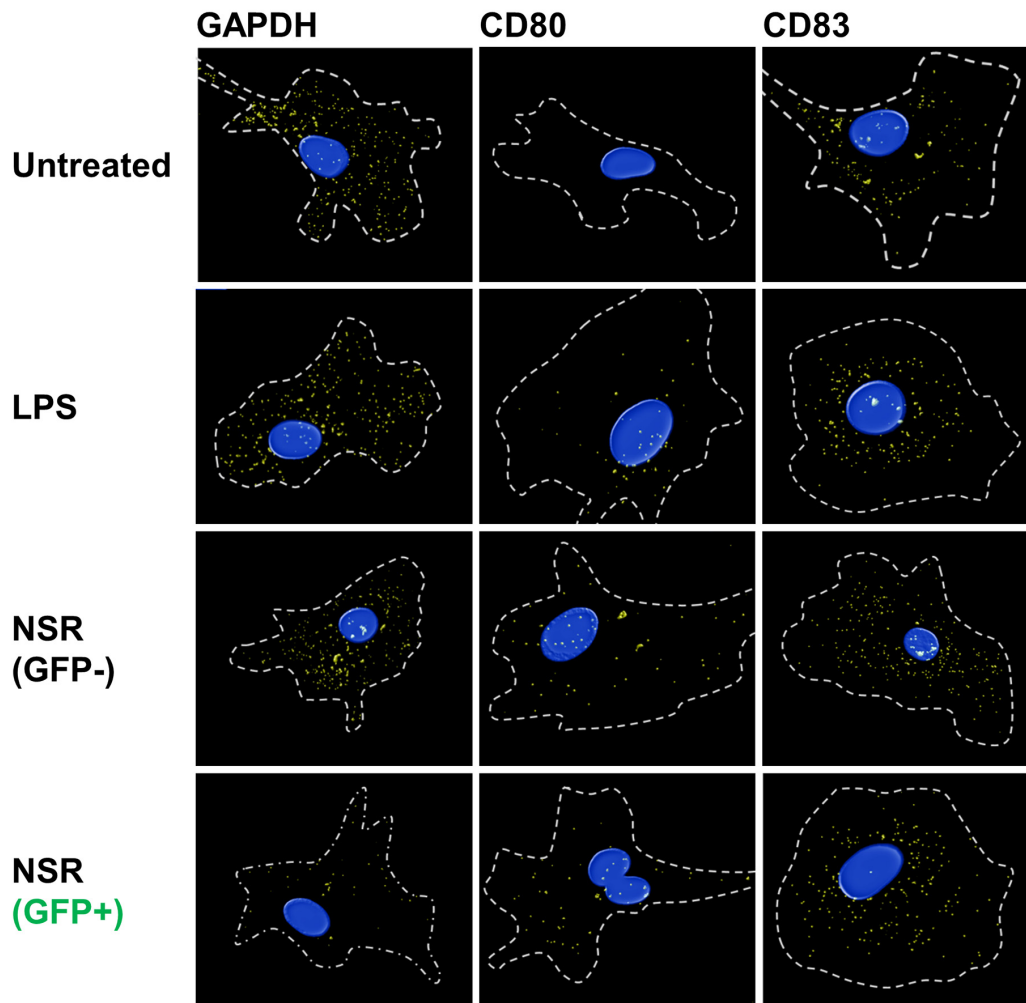 GAPDH CD80 CD83
Untreated
LPS
NSR
(GFP-)
NSR
(GFP+)